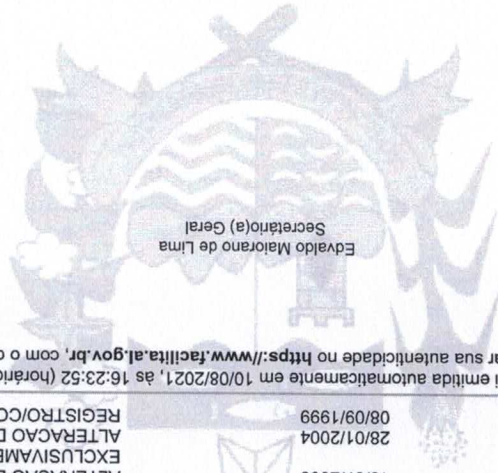 EXCLUSIVAME
28/01/2004 ALTERACAO D
08/09/1999 REGISTRO/CO
i emitida automaticamente em 10/08/2021, às 16:23:52 (horário
ar sua autenticidade no https://www.facilita.al.gov.br, com o c
Edvaldo Maiorano de Lima
Secretário(a) Geral